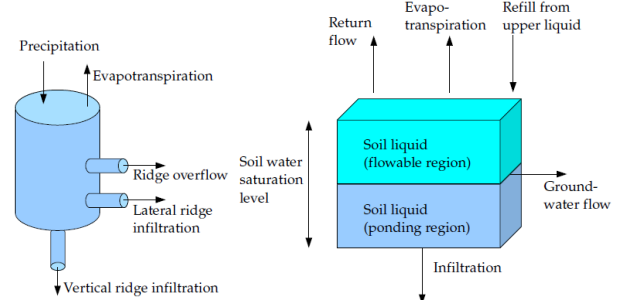 Precipitation
Evapotranspiration
Ridge overflow
Lateral ridge
infiltration
Vertical ridge infiltration
Return
flow
Evapo-
transpiration
Refill from
upper liquid
Soil water
saturation
level
Soil liquid
(flowable region)
Soil liquid
(ponding region)
Ground-
water flow
Infiltration